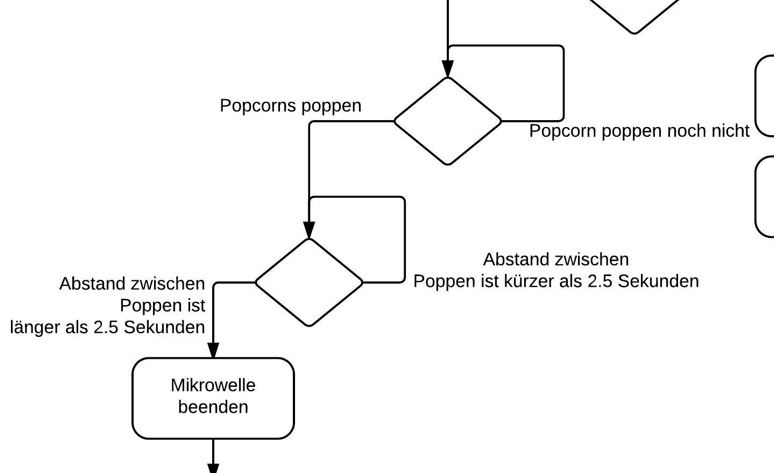 Popcorns poppen
Popcorn poppen noch nicht
Abstand zwischen
Poppen ist kürzer als 2.5 Sekunden
Abstand zwischen
Poppen ist
länger als 2.5 Sekunden
Mikrowelle
beenden